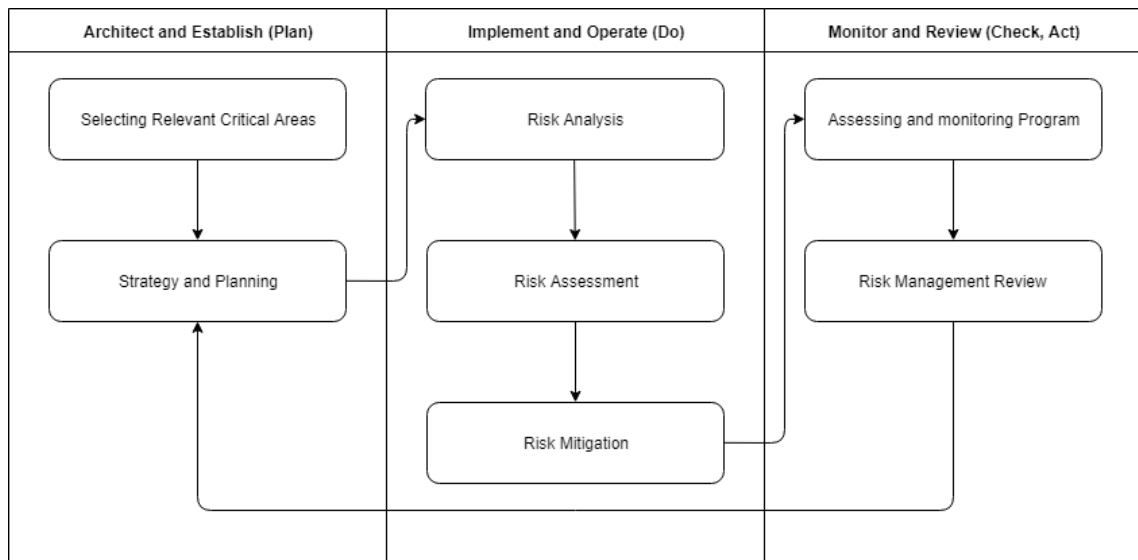 Architect and Establish (Plan)
Implement and Operate (Do)
Monitor and Review (Check, Act)
Selecting Relevant Critical Areas
Risk Analysis
Assessing and monitoring Program
Strategy and Planning
Risk Assessment
Risk Management Review
Risk Mitigation